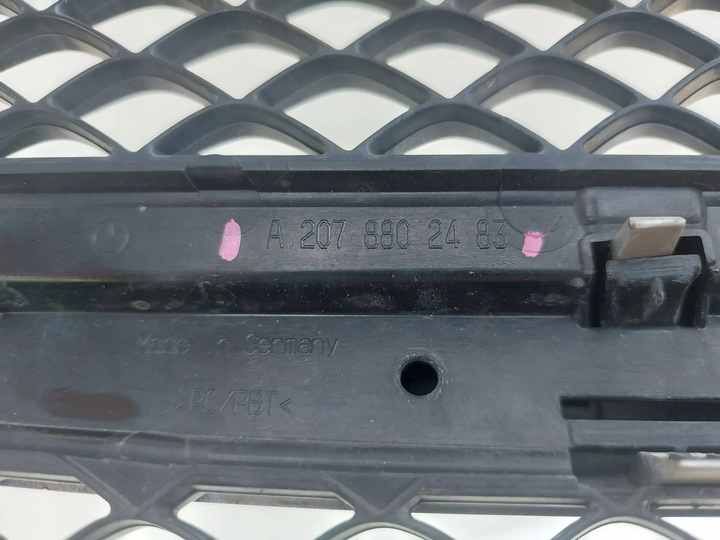 A 207 880 24 83
Made in Germany
>PC/PBT<